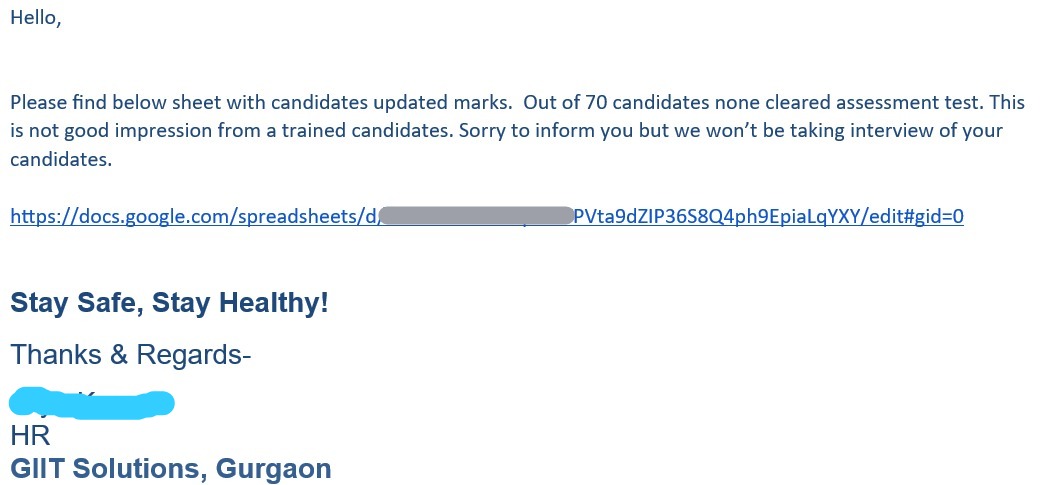 Hello,
Please find below sheet with candidates updated marks.  Out of 70 candidates none cleared assessment test. This
is not good impression from a trained candidates. Sorry to inform you but we won’t be taking interview of your
candidates.
https://docs.google.com/spreadsheets/d/ PVta9dZIP36S8Q4ph9EpiaLqYXY/edit#gid=0
Stay Safe, Stay Healthy!
Thanks & Regards-
HR
GIIT Solutions, Gurgaon